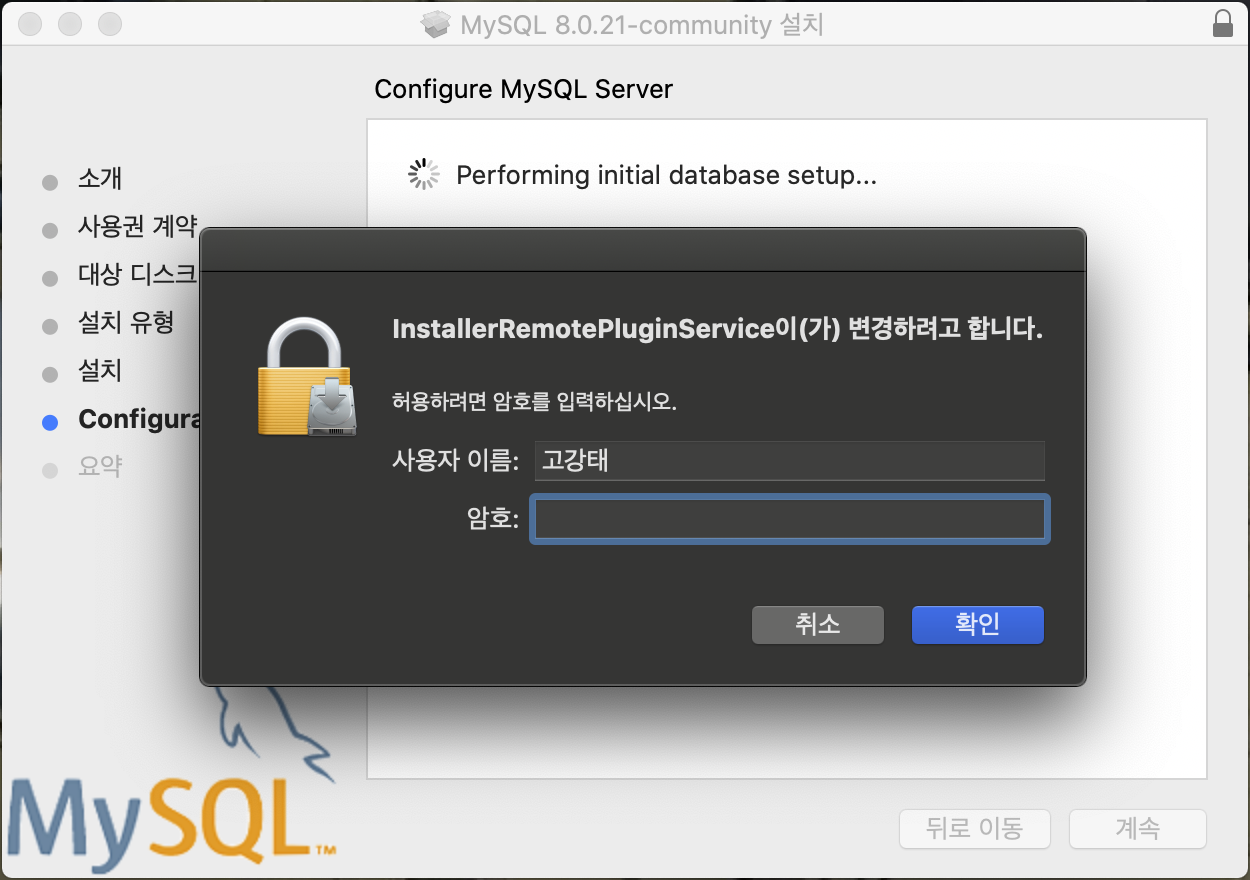 MySQL 8.0.21-community 설치
Configure MySQL Server
소개
사용권 계약
대상 디스크
설치 유형
설치
Configura
요약
Performing initial database setup...
InstallerRemotePluginService이(가) 변경하려고 합니다.
허용하려면 암호를 입력하십시오.
사용자 이름: 고강태
암호:
취소 확인
MySQL™
뒤로 이동 계속